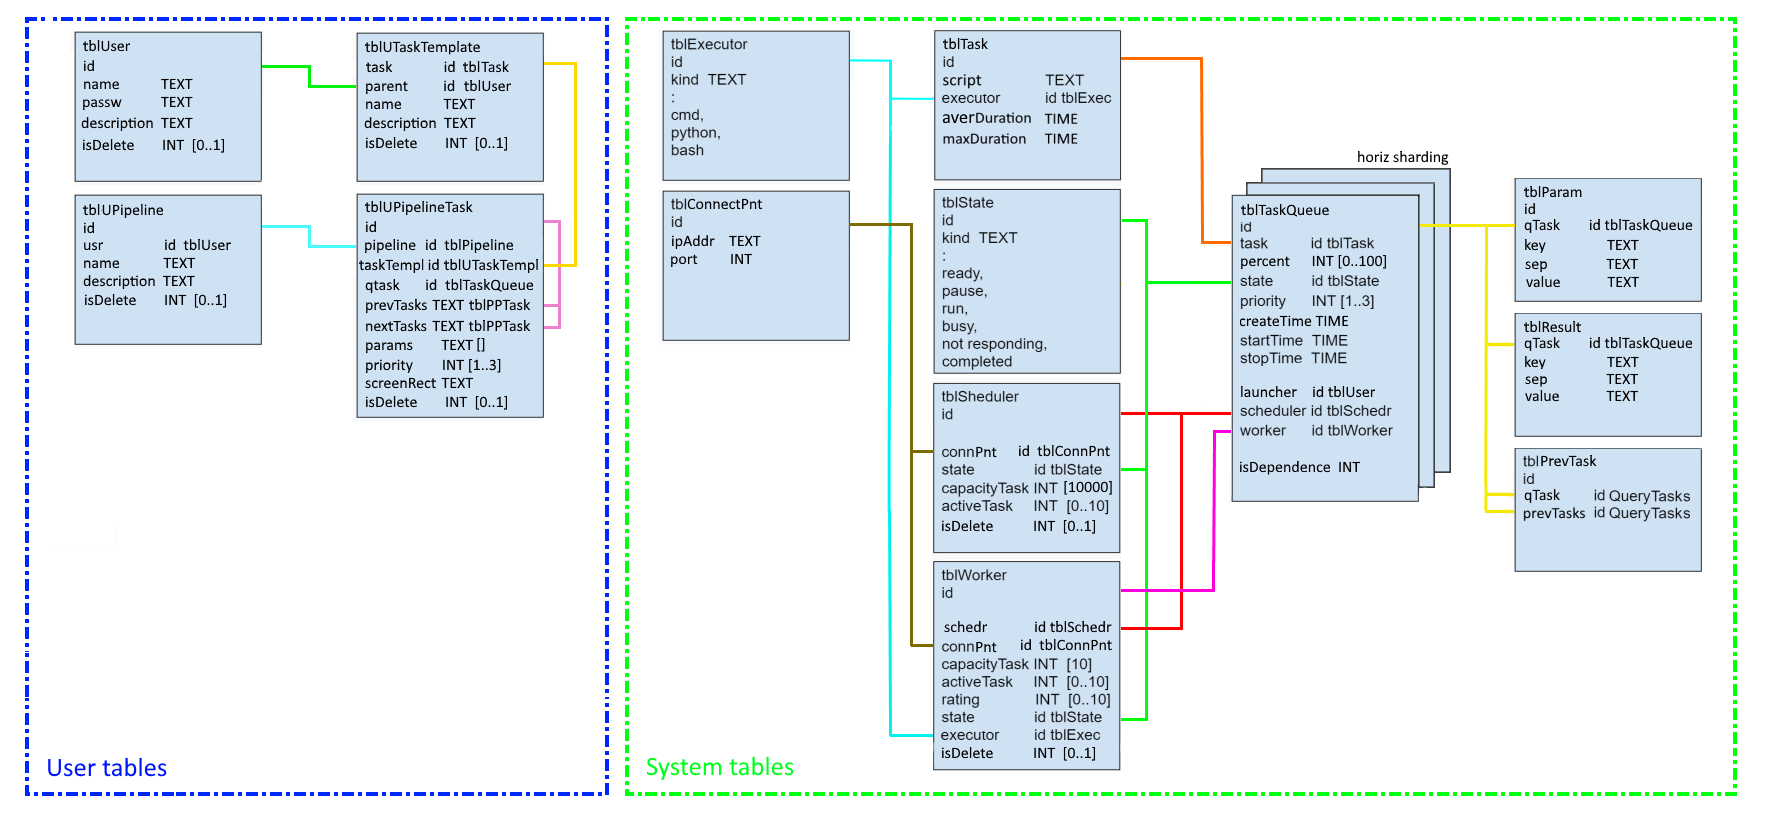 tblUser
id
name TEXT
passw TEXT
description TEXT
isDelete INT [0..1]
tblUTaskTemplate
task id tblTask
parent id tblUser
name TEXT
description TEXT
isDelete INT [0..1]
tblUPipeline
id
usr id tblUser
name TEXT
description TEXT
isDelete INT [0..1]
tblUPipelineTask
id
pipeline id tblPipeline
taskTempl id tblUTaskTempl
qtask id tblTaskQueue
prevTasks TEXT tblPPTask
nextTasks TEXT tblPPTask
params TEXT []
priority INT [1..3]
screenRect TEXT
isDelete INT [0..1]
User tables
tblExecutor
id
kind TEXT
:
cmd,
python,
bash
tblConnectPnt
id
ipAddr TEXT
port INT
tblTask
id
script TEXT
executor id tblExec
averDuration TIME
maxDuration TIME
tblState
id
kind TEXT
:
ready,
pause,
run,
busy,
not responding,
completed
tblSheduler
id
connPnt id tblConnPnt
state id tblState
capacityTask INT [10000]
activeTask INT [0..10]
isDelete INT [0..1]
tblWorker
id
schedr id tblSchedr
connPnt id tblConnPnt
capacityTask INT [10]
activeTask INT [0..10]
rating INT [0..10]
state id tblState
executor id tblExec
isDelete INT [0..1]
horiz sharding
tblTaskQueue
id
task id tblTask
percent INT [0..100]
state id tblState
priority INT [1..3]
createTime TIME
startTime TIME
stopTime TIME
launcher id tblUser
scheduler id tblSchedr
worker id tblWorker
isDependence INT
tblParam
id
qTask id tblTaskQueue
key TEXT
sep TEXT
value TEXT
tblResult
qTask id tblTaskQueue
key TEXT
sep TEXT
value TEXT
tblPrevTask
id
qTask id QueryTasks
prevTasks id QueryTasks
System tables